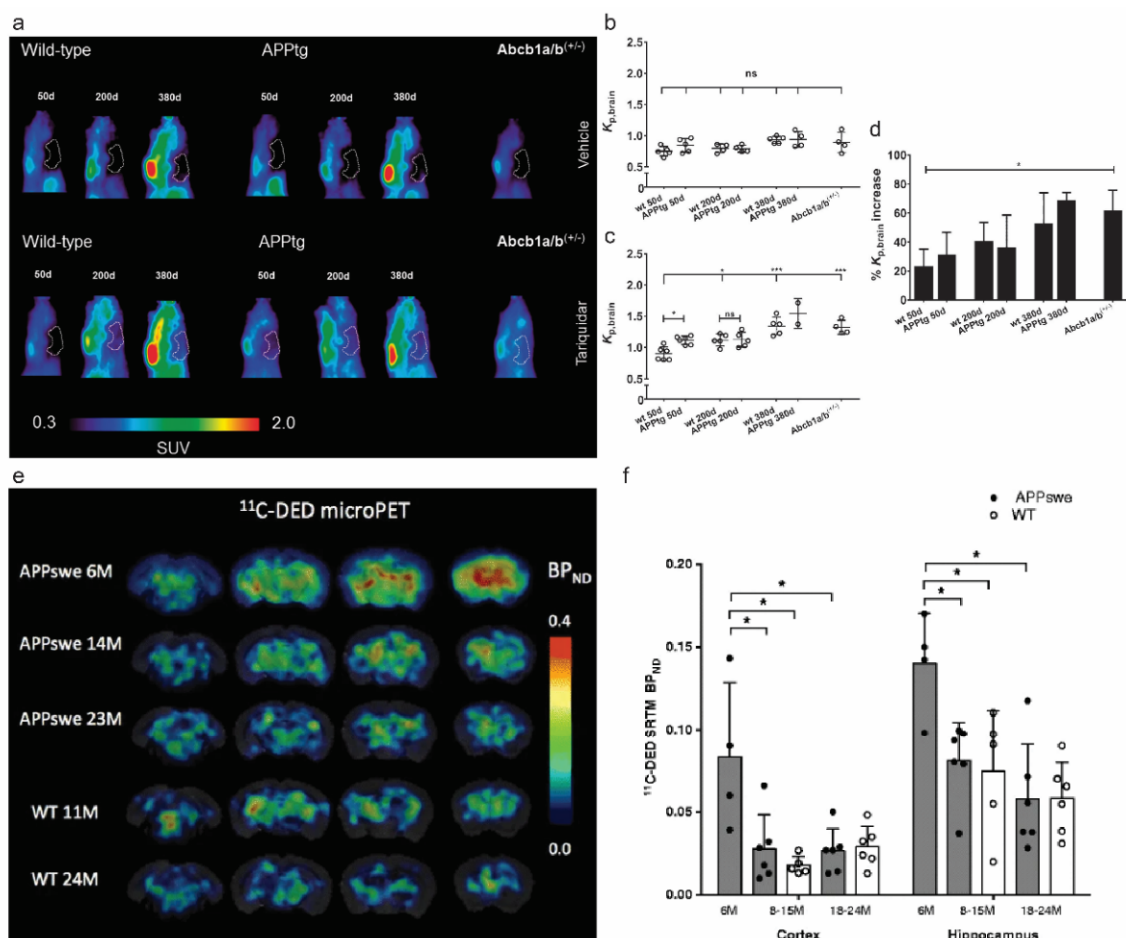 a
Wild-type APPtg Abcb1a/b(+/-)
50d 200d 380d 50d 200d 380d
Vehicle
Wild-type APPtg Abcb1a/b(+/-)
50d 200d 380d 50d 200d 380d
Tariquidar
0.3 2.0
SUV
b
2.5
2.0
1.5
1.0
0.5
0
Kp,brain
ns
wt 50d
APPtg 50d
wt 200d
APPtg 200d
wt 380d
APPtg 380d
Abcb1a/b(+/-)
c
2.5
2.0
1.5
1.0
0.5
0
Kp,brain
* *** ***
* ns
wt 50d
APPtg 50d
wt 200d
APPtg 200d
wt 380d
APPtg 380d
Abcb1a/b(+/-)
d
100
80
60
40
20
0
% Kp,brain increase
*
wt 50d
APPtg 50d
wt 200d
APPtg 200d
wt 380d
APPtg 380d
Abcb1a/b(+/-)
e
11C-DED microPET
APPswe 6M
APPswe 14M
APPswe 23M
WT 11M
WT 24M
BPND
0.4
0.0
f
APPswe
WT
0.20
0.15
0.10
0.05
0.00
11C-DED SRTM BPND
* * *
* * *
6M 8-15M 18-24M 6M 8-15M 18-24M
Cortex Hippocampus